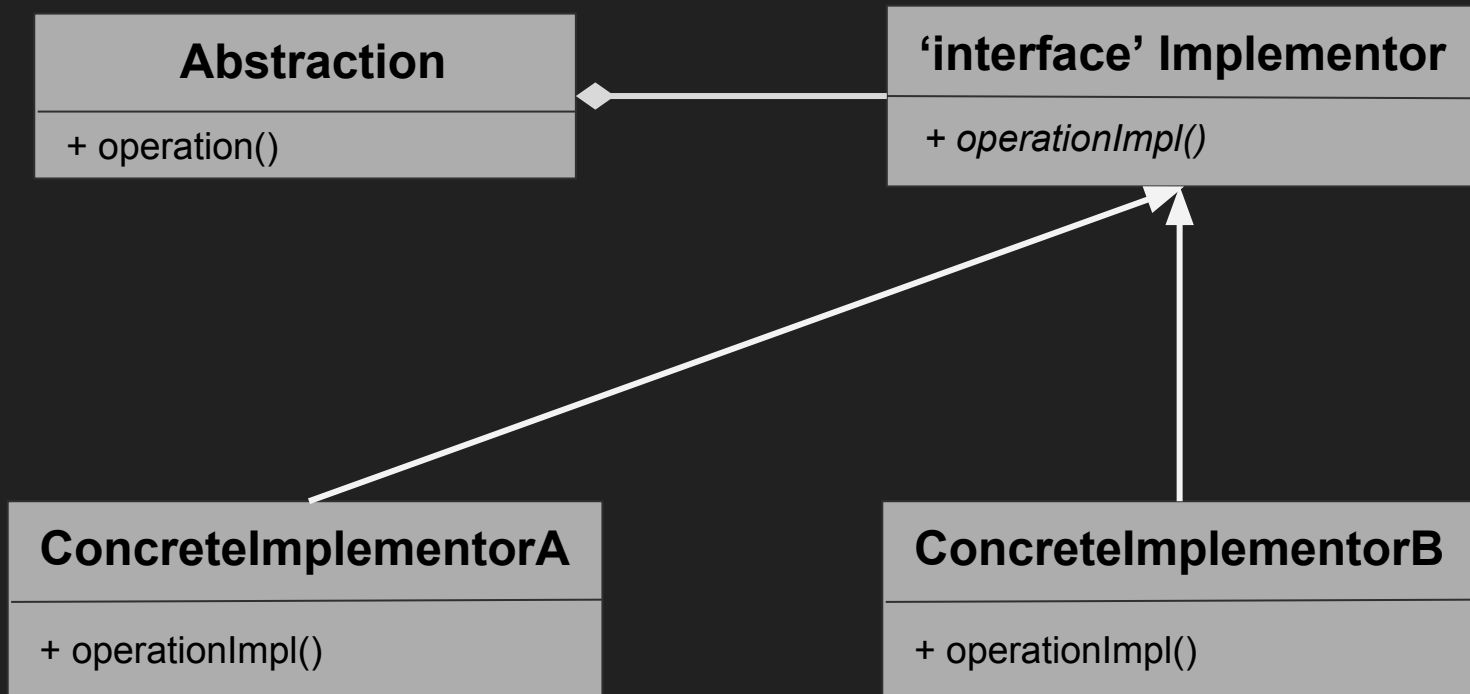 Abstraction
+ operation()
‘interface’ Implementor
+ operationImpl()
ConcreteImplementorA
+ operationImpl()
ConcreteImplementorB
+ operationImpl()